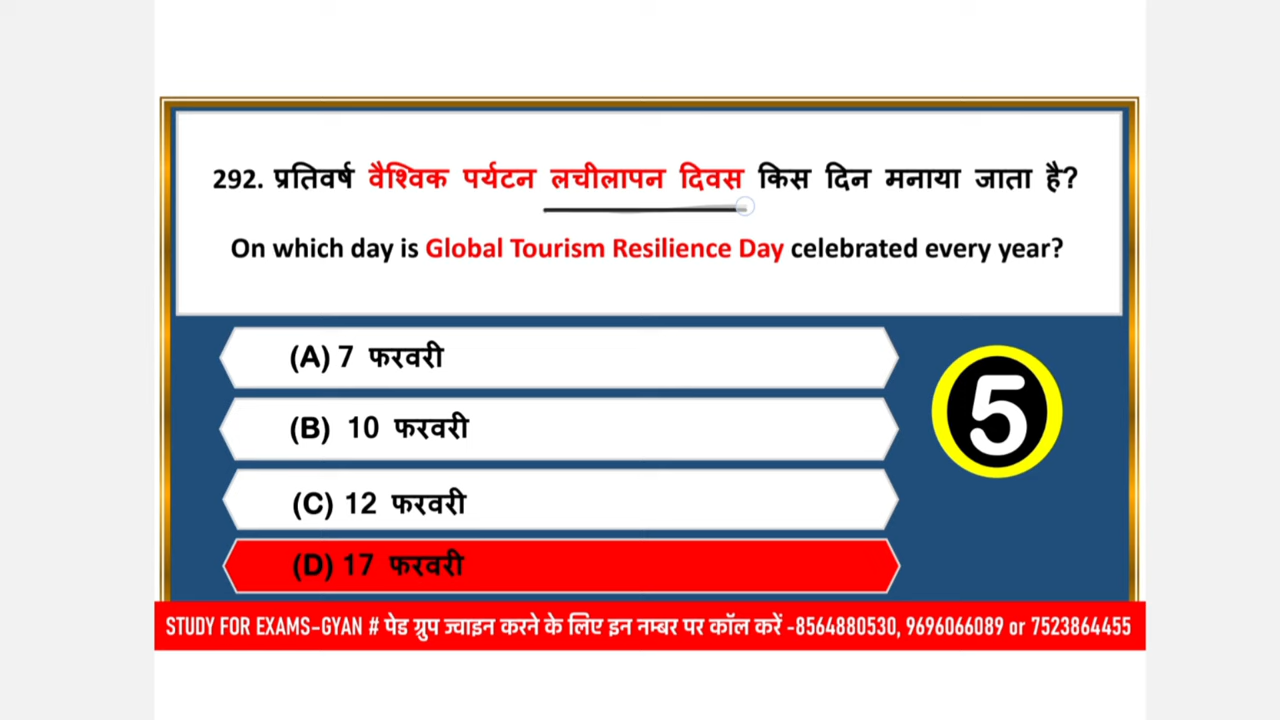 292. प्रतिवर्ष वैश्विक पर्यटन लचीलापन दिवस किस दिन मनाया जाता है?
On which day is Global Tourism Resilience Day celebrated every year?
(A) 7 फरवरी
(B) 10 फरवरी
(C) 12 फरवरी
(D) 17 फरवरी
5
STUDY FOR EXAMS-GYAN # पेड ग्रुप ज्वाइन करने के लिए इन नम्बर पर कॉल करें -8564880530, 9696066089 or 7523864455